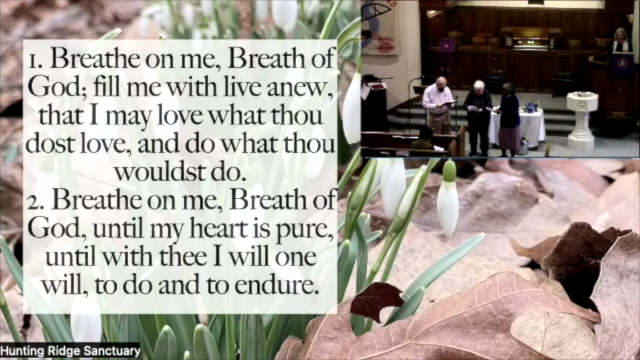 1. Breathe on me, Breath of
God; fill me with live anew,
that I may love what thou
dost love, and do what thou
wouldst do.
2. Breathe on me, Breath of
God, until my heart is pure,
until with thee I will one
will, to do and to endure.
Hunting Ridge Sanctuary